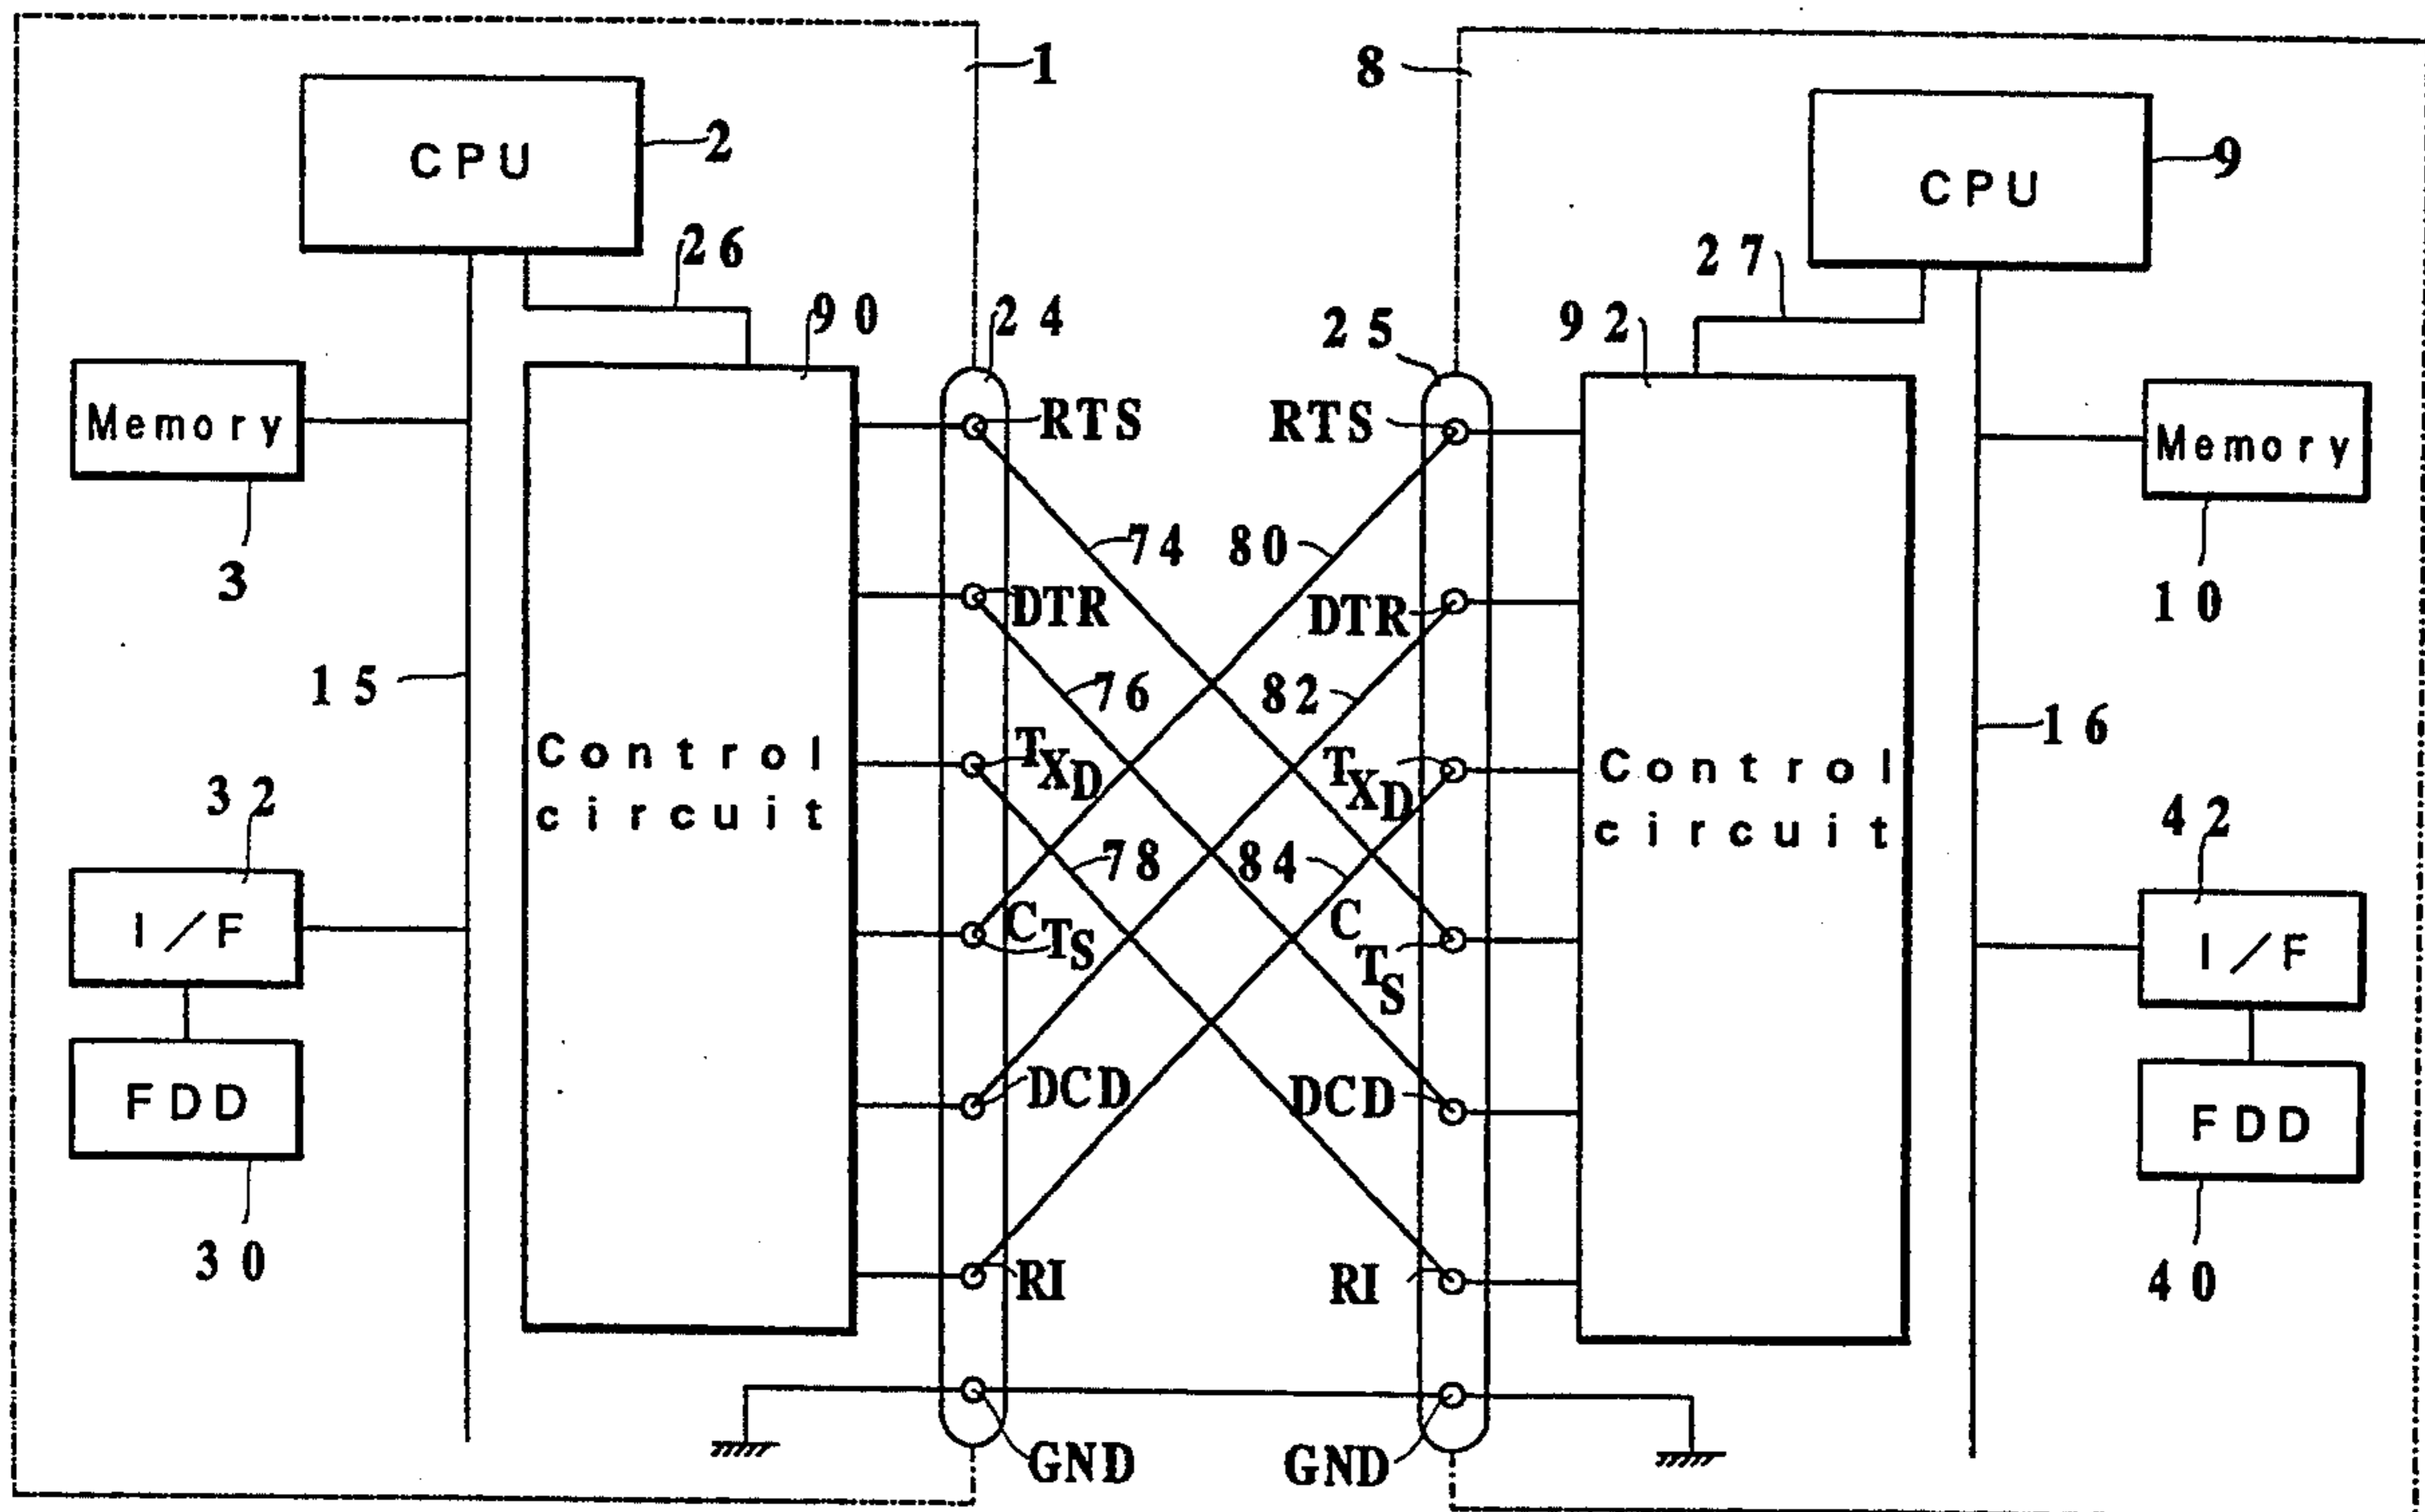 1
8
CPU
2
CPU
9
26
27
90
24
25
92
Memory
3
RTS
RTS
Memory
10
74
80
DTR
DTR
15
76
82
16
TXD
TXD
Control
circuit
Control
circuit
32
I/F
78
84
42
I/F
CTS
CTS
FDD
30
DCD
DCD
FDD
40
RI
RI
GND
GND